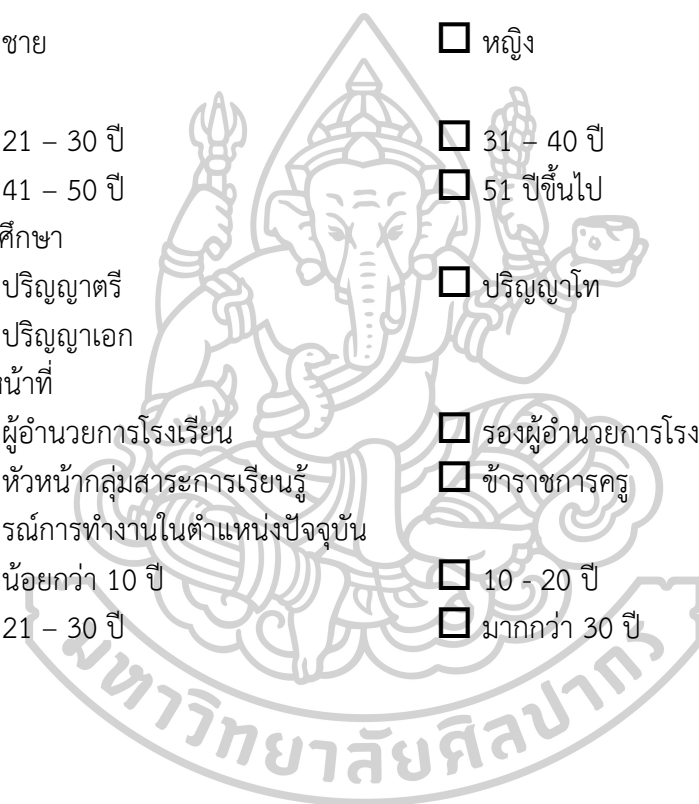 ชาย ☐ หญิง
21 – 30 ปี ☐ 31 – 40 ปี
41 – 50 ปี ☐ 51 ปีขึ้นไป
ศึกษา
ปริญญาตรี ☐ ปริญญาโท
ปริญญาเอก
หน้าที่
ผู้อำนวยการโรงเรียน ☐ รองผู้อำนวยการโรง
หัวหน้ากลุ่มสาระการเรียนรู้ ☐ ข้าราชการครู
รณ์การทำงานในตำแหน่งปัจจุบัน
น้อยกว่า 10 ปี ☐ 10 - 20 ปี
21 – 30 ปี ☐ มากกว่า 30 ปี
มหาวิทยาลัยศิลปากร